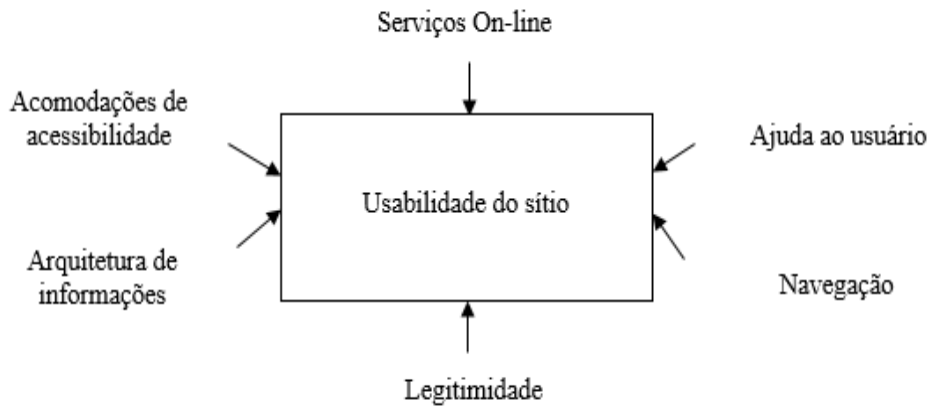 Serviços On-line
Acomodações de
acessibilidade
Ajuda ao usuário
Usabilidade do sítio
Arquitetura de
informações
Navegação
Legitimidade